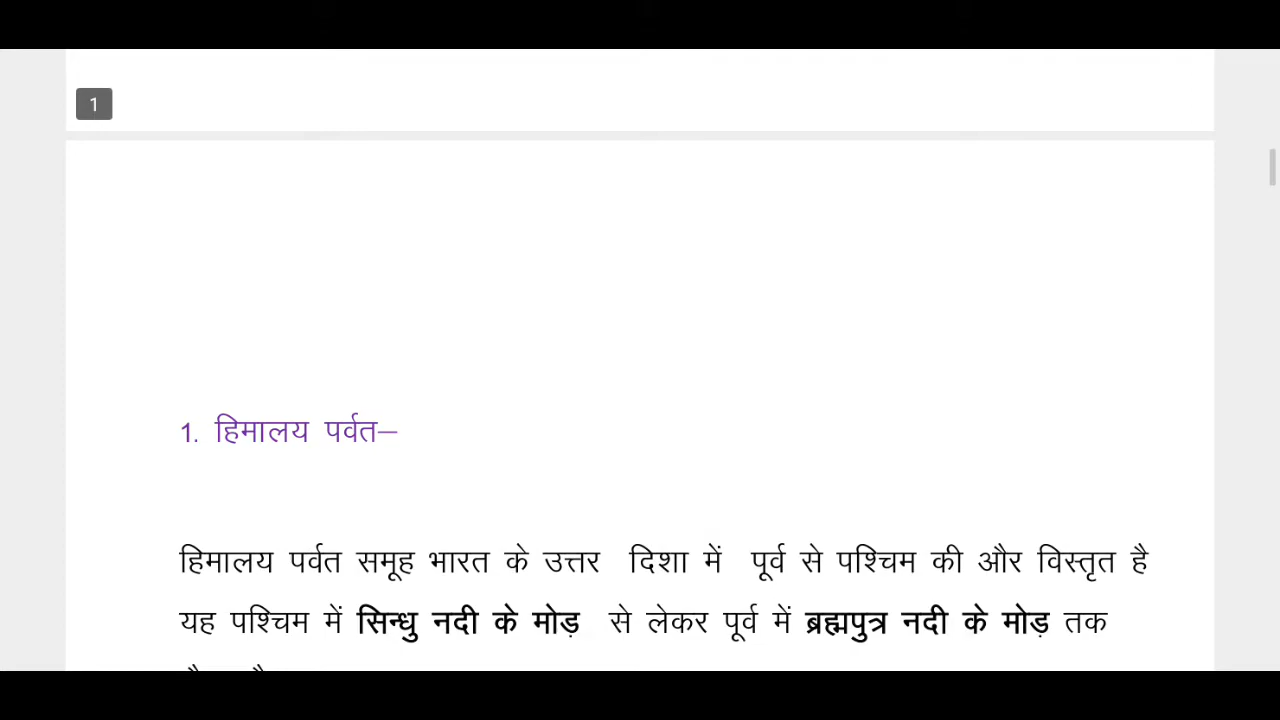 1
1. हिमालय पर्वत–
हिमालय पर्वत समूह भारत के उत्तर दिशा में पूर्व से पश्चिम की और विस्तृत है
यह पश्चिम में सिन्धु नदी के मोड़ से लेकर पूर्व में ब्रह्मपुत्र नदी के मोड़ तक